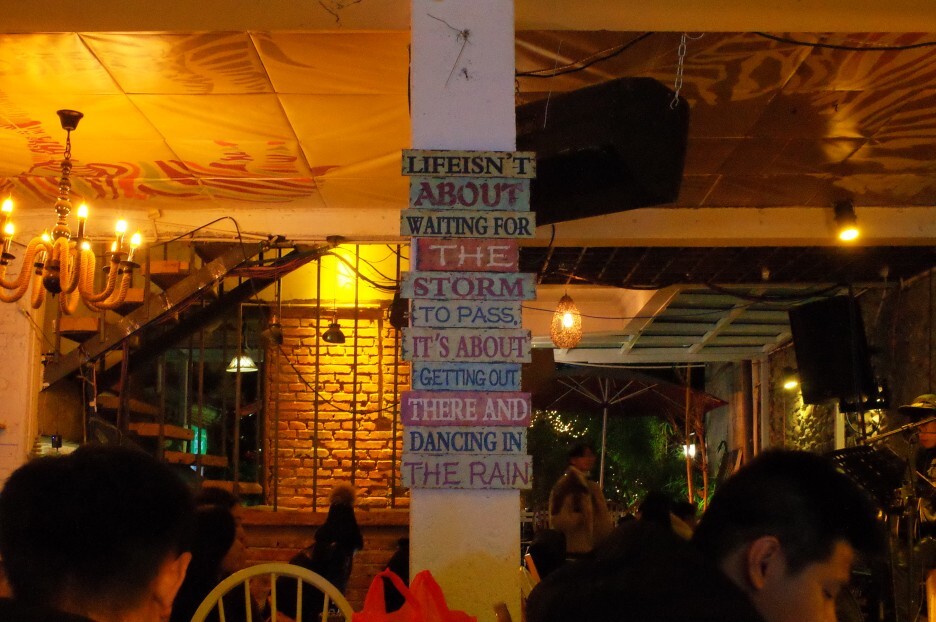 LIFEISN'T
ABOUT
WAITING FOR
THE
STORM
TO PASS,
IT'S ABOUT
GETTING OUT
THERE AND
DANCING IN
THE RAIN